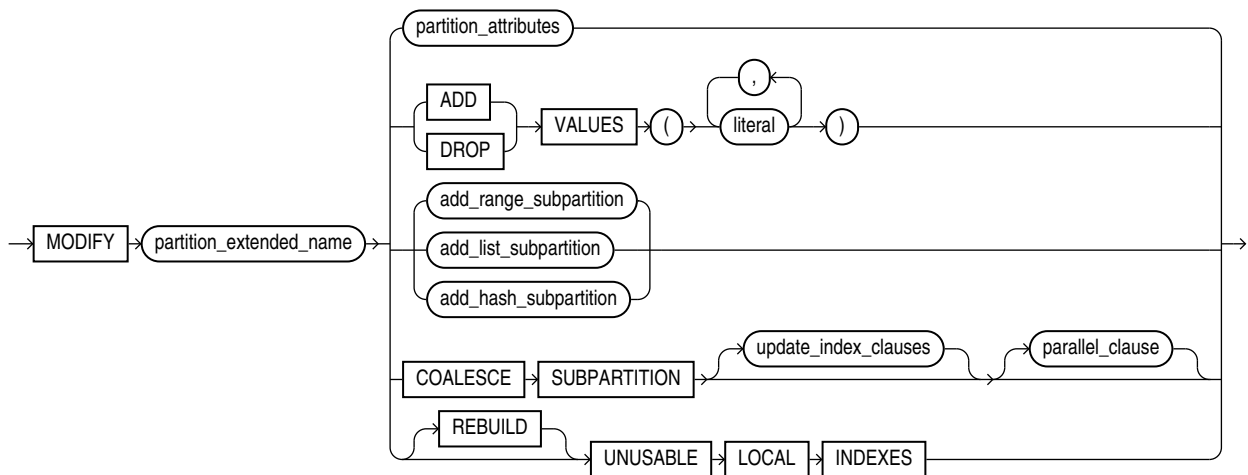 partition_attributes
ADD
DROP
VALUES ( , literal )
add_range_subpartition
MODIFY partition_extended_name add_list_subpartition
add_hash_subpartition
update_index_clauses parallel_clause
COALESCE SUBPARTITION
REBUILD
UNUSABLE LOCAL INDEXES